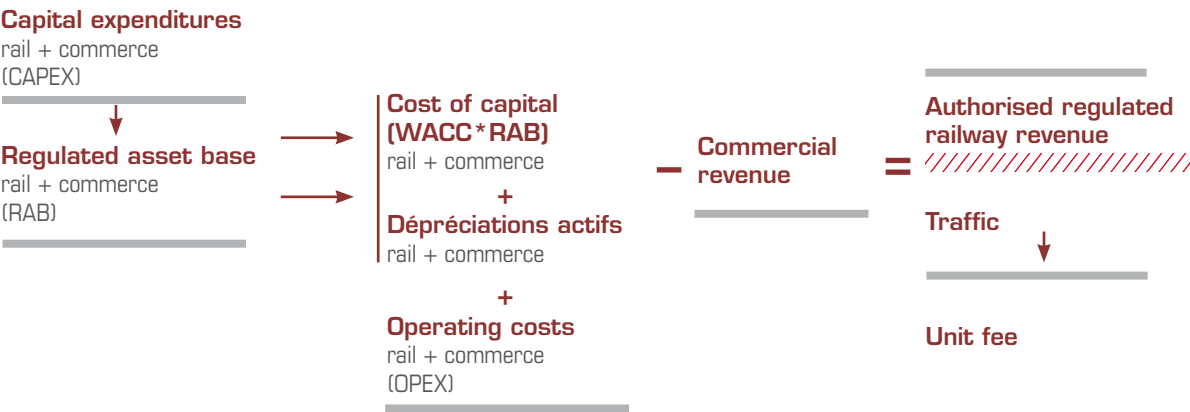 Capital expenditures
rail + commerce
(CAPEX)
Regulated asset base
rail + commerce
(RAB)
Cost of capital
(WACC*RAB)
rail + commerce
+
Dépréciations actifs
rail + commerce
+
Operating costs
rail + commerce
(OPEX)
–
Commercial
revenue
=
Authorised regulated
railway revenue
Traffic
Unit fee